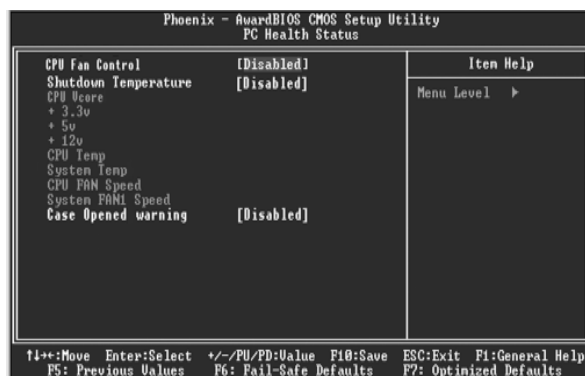 Phoenix - AwardBIOS CMOS Setup Utility
PC Health Status
CPU Fan Control [Disabled]
Shutdown Temperature [Disabled]
CPU Vcore
+ 3.3v
+ 5v
+ 12v
CPU Temp
System Temp
CPU FAN Speed
System FAN1 Speed
Case Opened warning [Disabled]
Item Help
Menu Level ▶
↑↓→←:Move Enter:Select +/-/PU/PD:Value F10:Save ESC:Exit F1:General Help
F5: Previous Values F6: Fail-Safe Defaults F7: Optimized Defaults